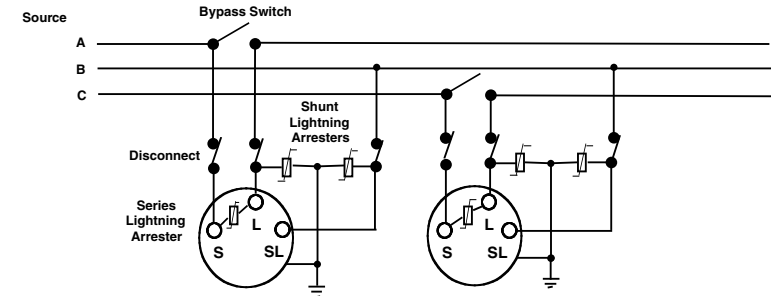 Source
Bypass Switch
A
B
C
Shunt
Lightning
Arresters
Disconnect
Series
Lightning
Arrester
S
L
SL
S
L
SL